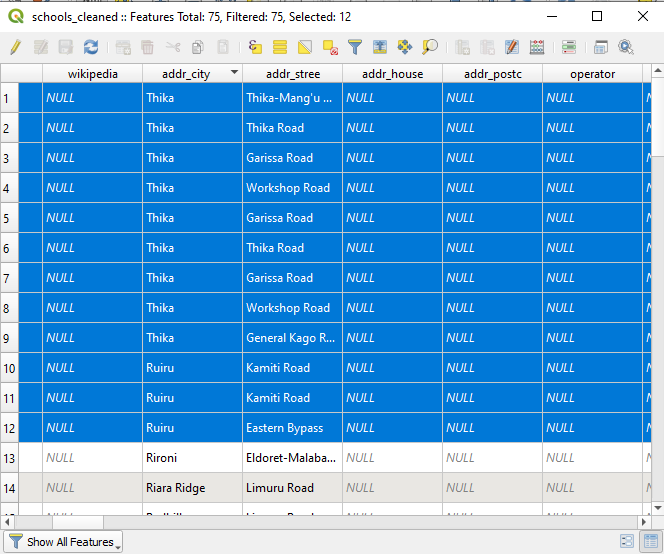 schools_cleaned :: Features Total: 75, Filtered: 75, Selected: 12
wikipedia addr_city addr_stree addr_house addr_postc operator
1 NULL Thika Thika-Mang'u ... NULL NULL NULL
2 NULL Thika Thika Road NULL NULL NULL
3 NULL Thika Garissa Road NULL NULL NULL
4 NULL Thika Workshop Road NULL NULL NULL
5 NULL Thika Garissa Road NULL NULL NULL
6 NULL Thika Thika Road NULL NULL NULL
7 NULL Thika Garissa Road NULL NULL NULL
8 NULL Thika Workshop Road NULL NULL NULL
9 NULL Thika General Kago R... NULL NULL NULL
10 NULL Ruiru Kamiti Road NULL NULL NULL
11 NULL Ruiru Kamiti Road NULL NULL NULL
12 NULL Ruiru Eastern Bypass NULL NULL NULL
13 NULL Rironi Eldoret-Malaba... NULL NULL NULL
14 NULL Riara Ridge Limuru Road NULL NULL NULL
Show All Features